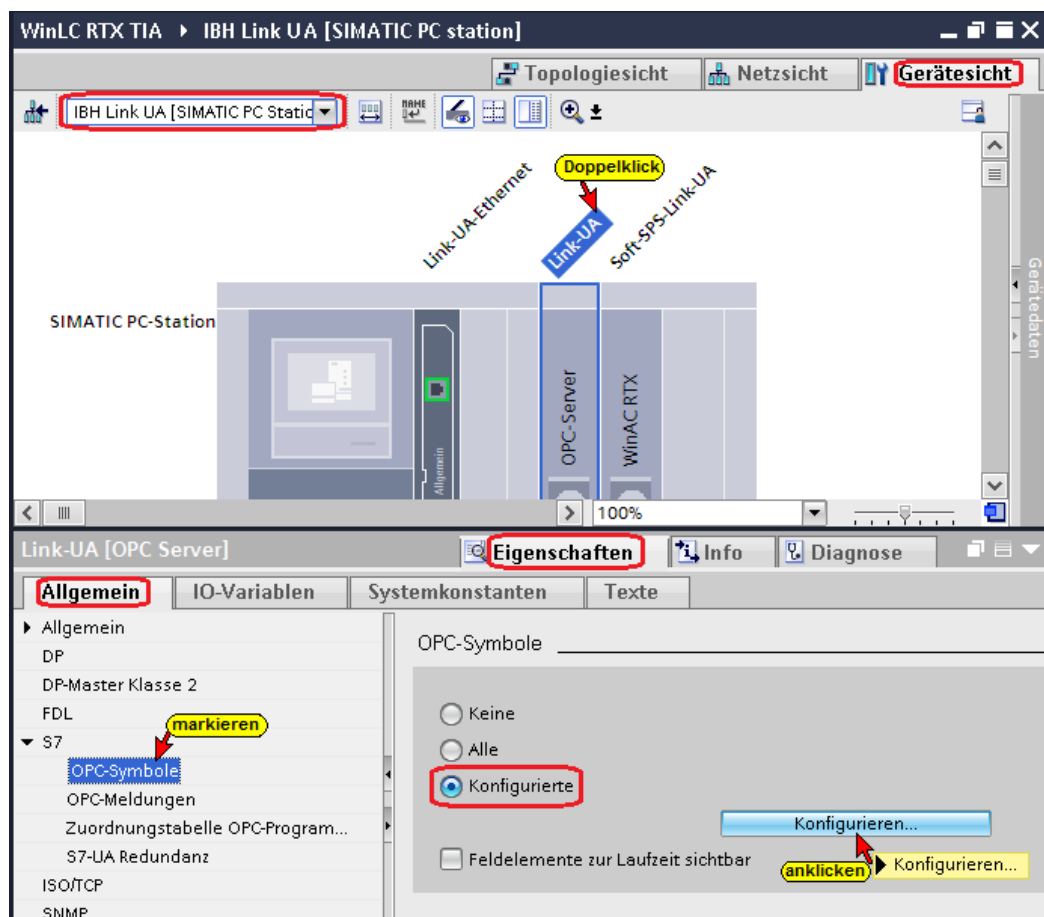 WinLC RTX TIA ▸ IBH Link UA [SIMATIC PC station]
Topologiesicht Netzsicht Gerätesicht
IBH Link UA [SIMATIC PC Static
NAME
Doppelklick
Link-UA-Ethernet
Link-UA
Soft-SPS-Link-UA
SIMATIC PC-Station
OPC-Server
WinAC RTX
Allgemein
Gerätedaten
100%
Link-UA [OPC Server]
Eigenschaften Info Diagnose
Allgemein IO-Variablen Systemkonstanten Texte
Allgemein
DP
DP-Master Klasse 2
FDL
markieren
S7
OPC-Symbole
OPC-Meldungen
Zuordnungstabelle OPC-Program...
S7-UA Redundanz
ISO/TCP
SNMP
OPC-Symbole
Keine
Alle
Konfigurierte
Konfigurieren...
Feldelemente zur Laufzeit sichtbar
anklicken
Konfigurieren...